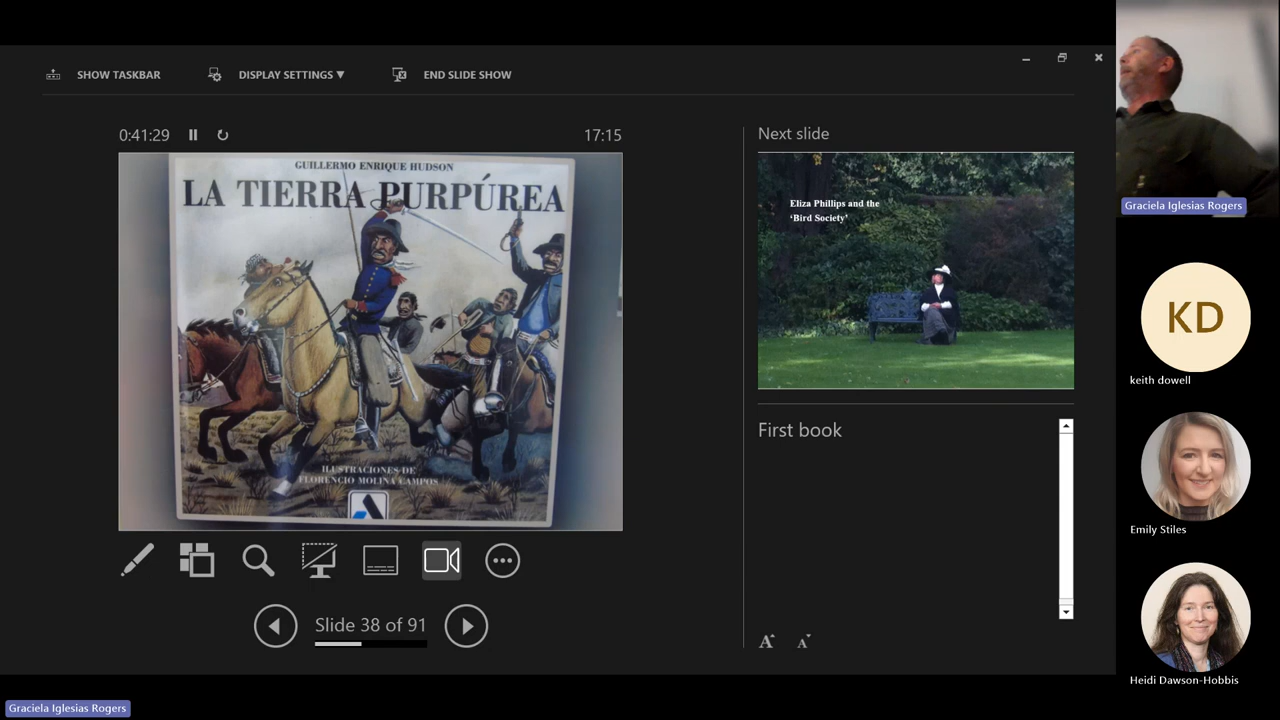 SHOW TASKBAR
DISPLAY SETTINGS ▼
END SLIDE SHOW
0:41:29
17:15
GUILLERMO ENRIQUE HUDSON
LA TIERRA PURPÚREA
ILUSTRACIONES DE
FLORENCIO MOLINA CAMPOS
Slide 38 of 91
Next slide
Eliza Phillips and the
‘Bird Society’
First book
A A
Graciela Iglesias Rogers
KD
keith dowell
Emily Stiles
Heidi Dawson-Hobbis
Graciela Iglesias Rogers